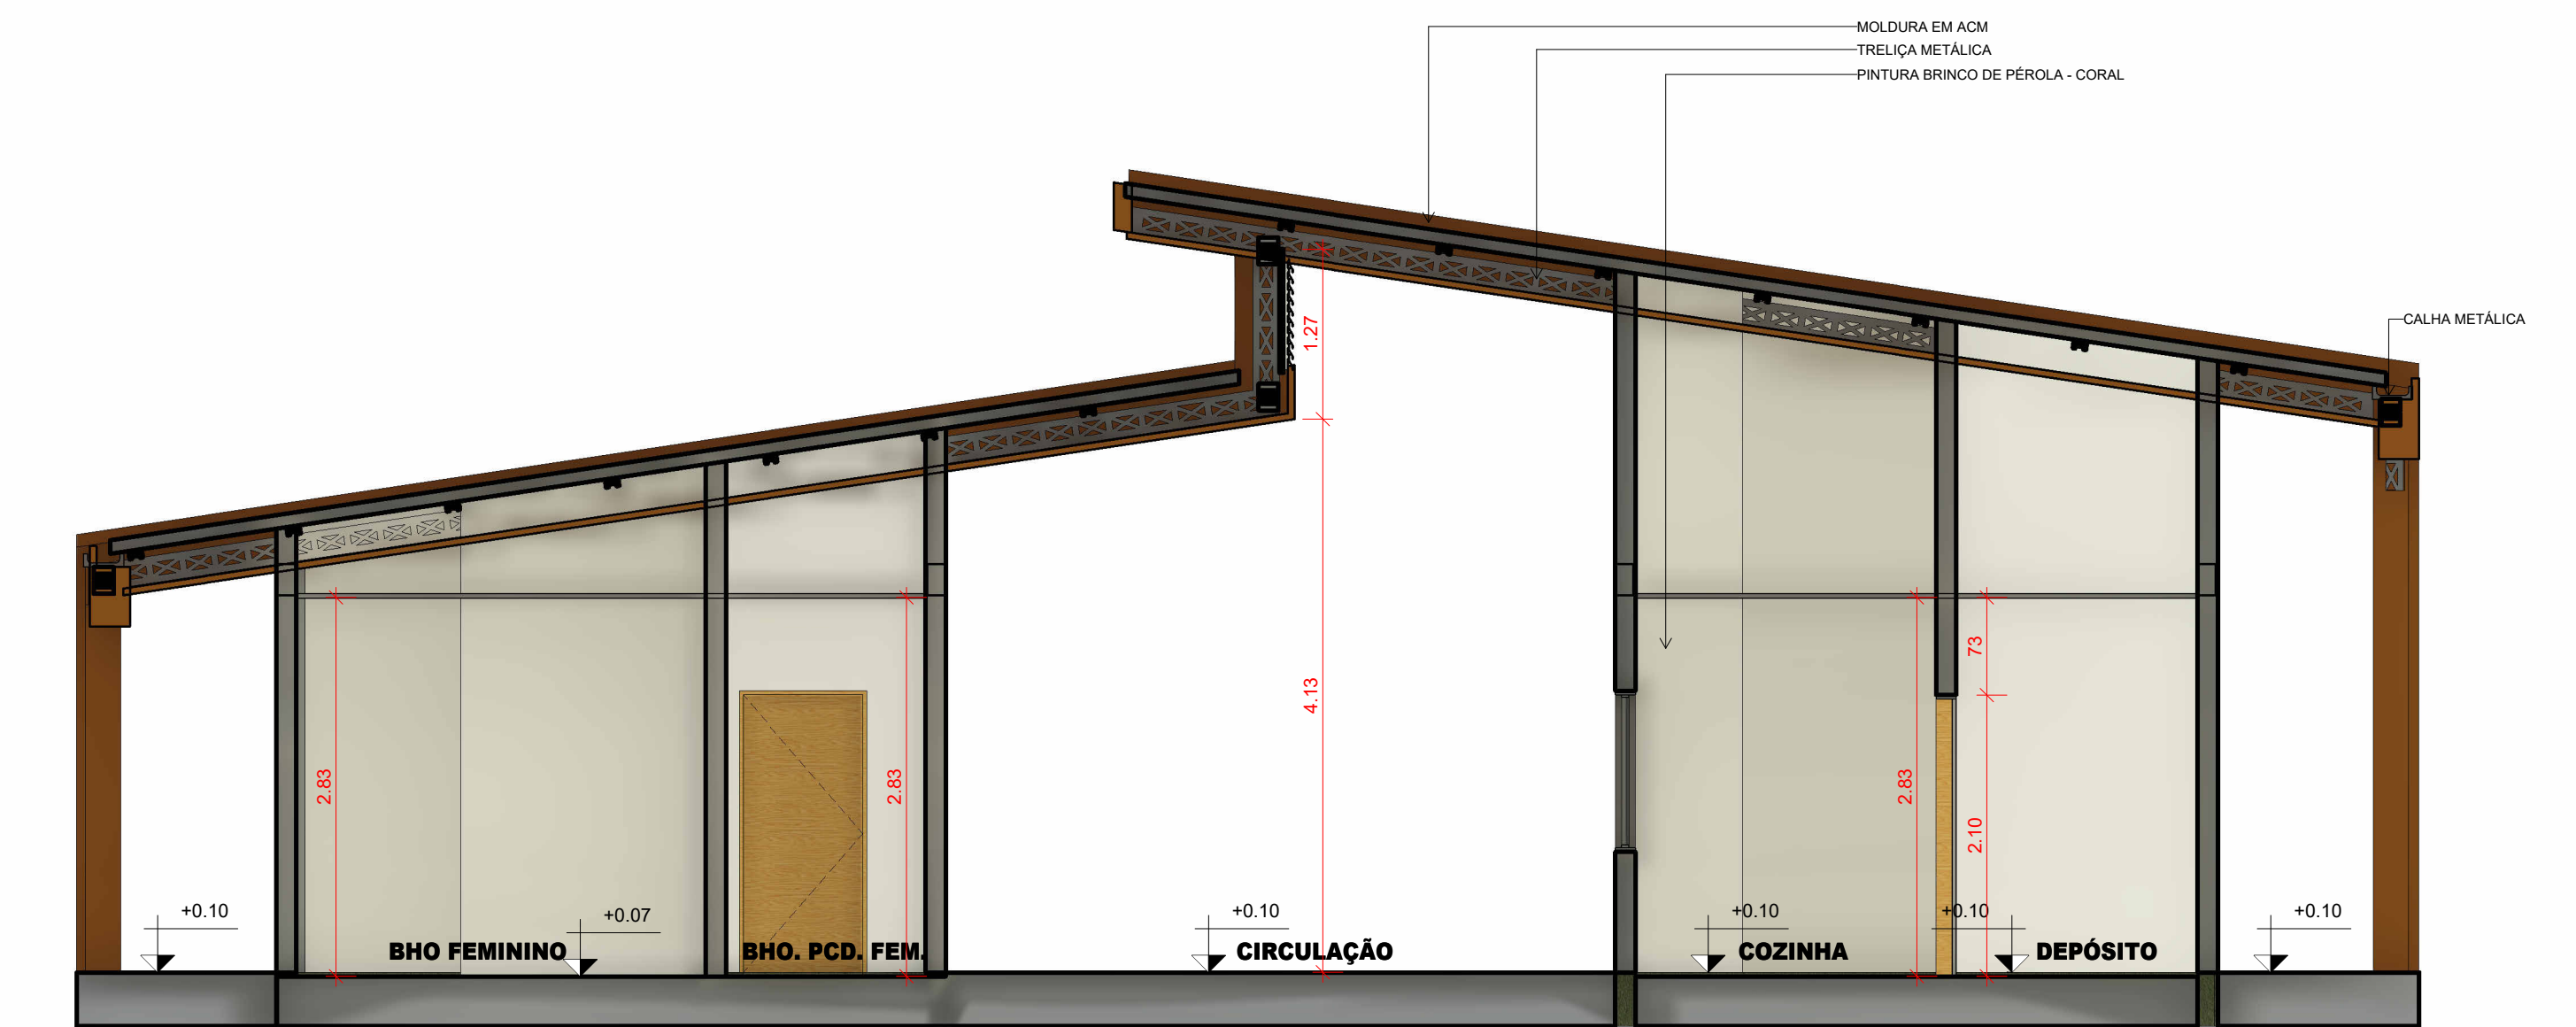 MOLDURA EM ACM
TRELIÇA METÁLICA
PINTURA BRINCO DE PÉROLA - CORAL
CALHA METÁLICA
1.27
4.13
73
2.83
2.83
2.83
2.10
+0.10
+0.07
+0.10
+0.10
+0.10
+0.10
BHO FEMININO
BHO. PCD. FEM.
CIRCULAÇÃO
COZINHA
DEPÓSITO